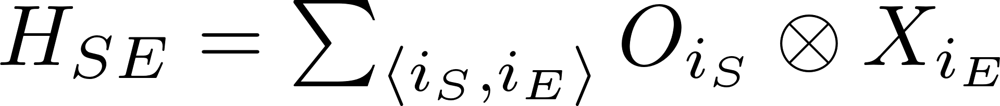 $H_{SE} = \sum_{\langle i_S, i_E \rangle} O_{i_S} \otimes X_{i_E}$